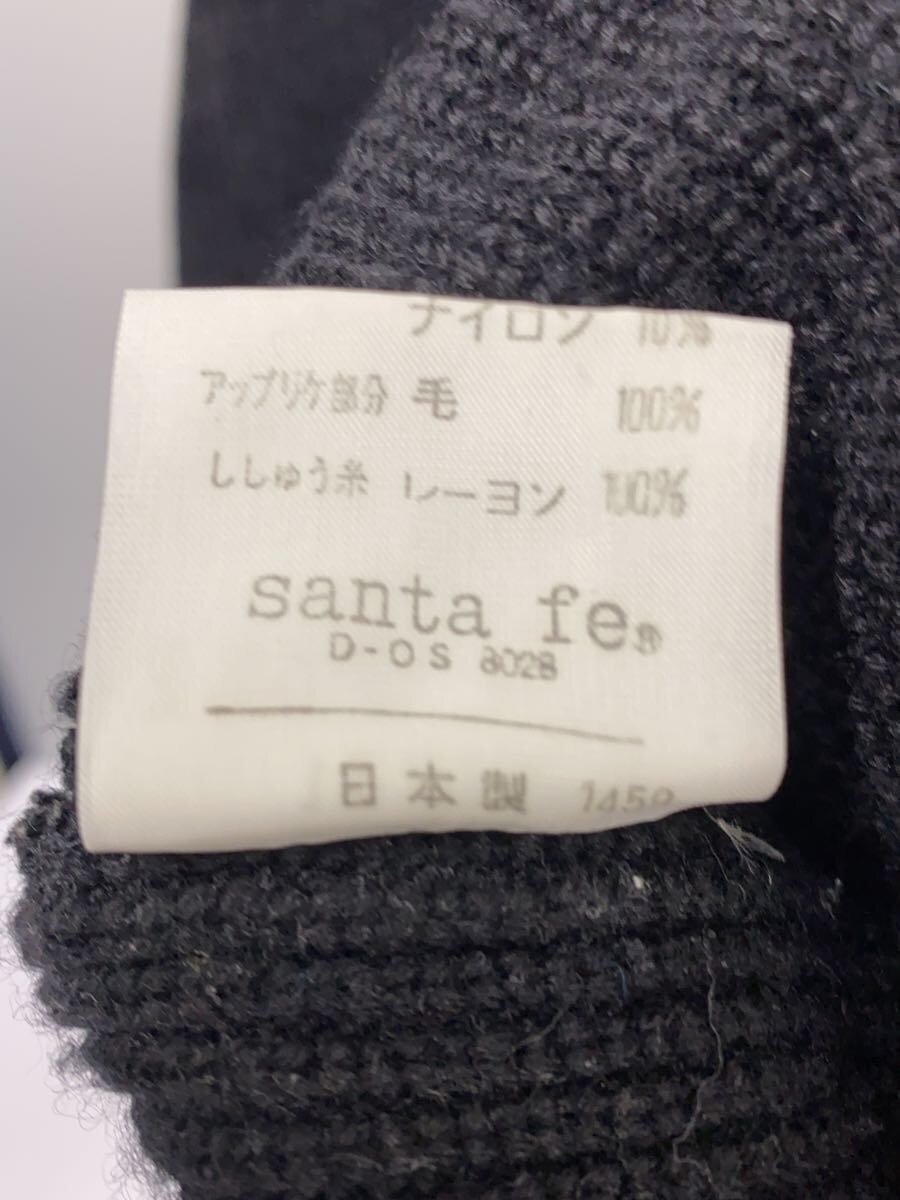 ナイロン 10%
アップリケ部分 毛 100%
ししゅう糸 レーヨン 100%
santa fe®
D-OS 8028
日本製